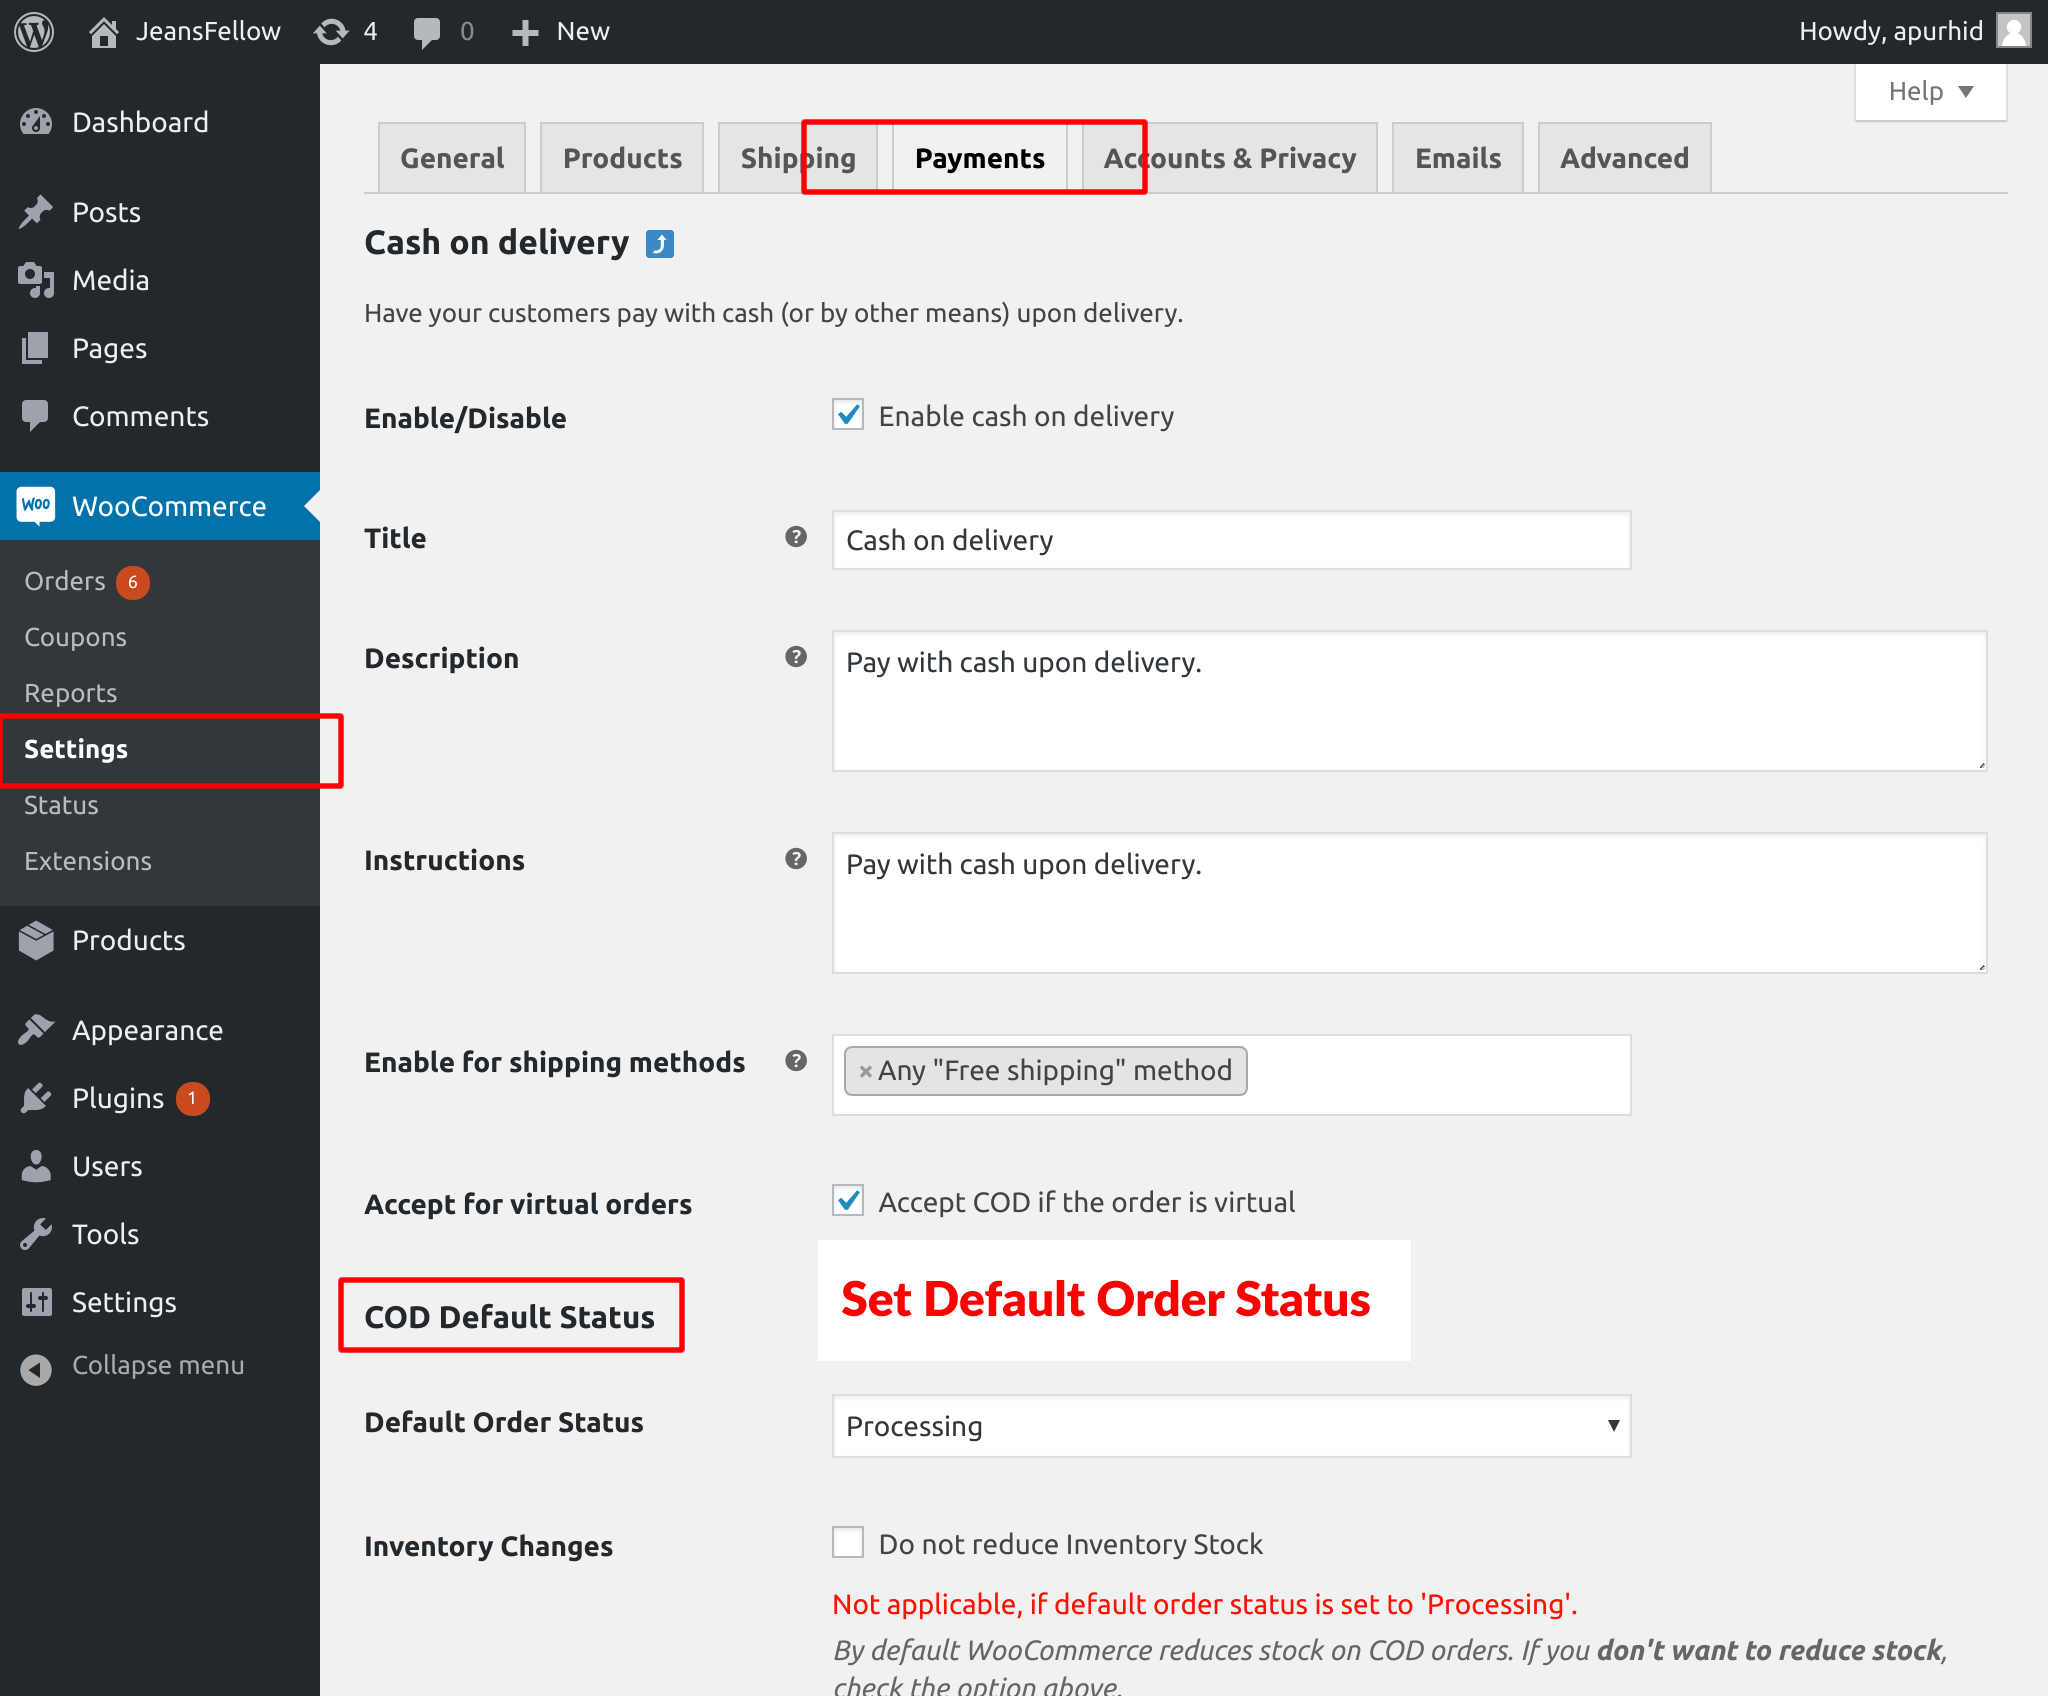 JeansFellow 4 0 New Howdy, apurhid
Help
Dashboard
Posts
Media
Pages
Comments
Woo WooCommerce
Orders 6
Coupons
Reports
Settings
Status
Extensions
Products
Appearance
Plugins 1
Users
Tools
Settings
Collapse menu
General Products Shipping Payments Accounts & Privacy Emails Advanced
Cash on delivery
Have your customers pay with cash (or by other means) upon delivery.
Enable/Disable Enable cash on delivery
Title ? Cash on delivery
Description ? Pay with cash upon delivery.
Instructions ? Pay with cash upon delivery.
Enable for shipping methods ? × Any "Free shipping" method
Accept for virtual orders Accept COD if the order is virtual
COD Default Status Set Default Order Status
Default Order Status Processing
Inventory Changes Do not reduce Inventory Stock
Not applicable, if default order status is set to 'Processing'.
By default WooCommerce reduces stock on COD orders. If you don't want to reduce stock,
check the option above.